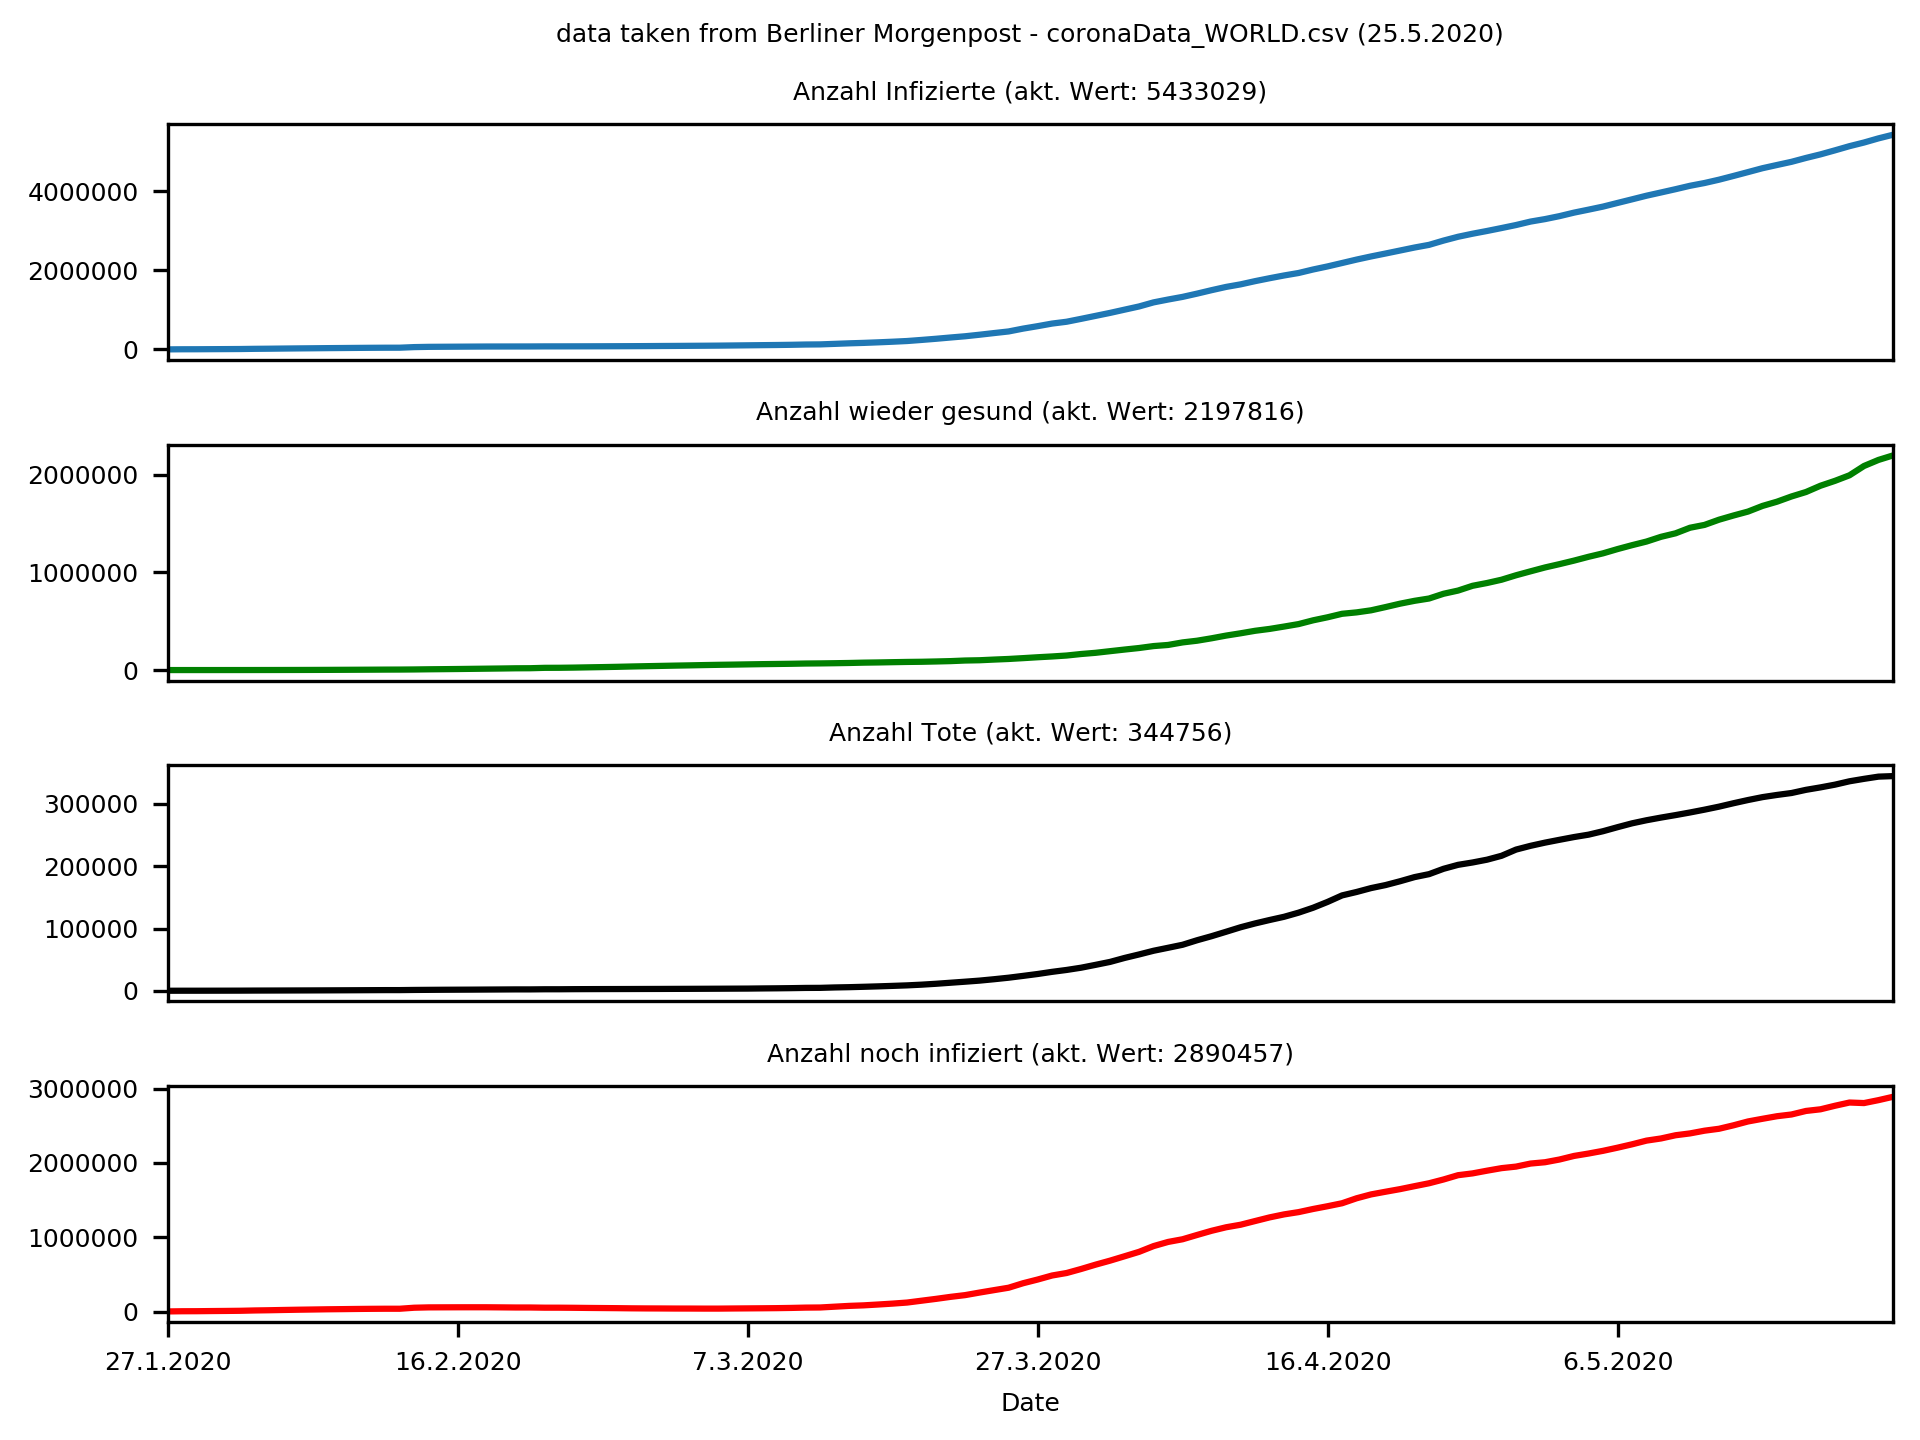 data taken from Berliner Morgenpost - coronaData_WORLD.csv (25.5.2020)
Anzahl Infizierte (akt. Wert: 5433029)
4000000
2000000
0
Anzahl wieder gesund (akt. Wert: 2197816)
2000000
1000000
0
Anzahl Tote (akt. Wert: 344756)
300000
200000
100000
0
Anzahl noch infiziert (akt. Wert: 2890457)
3000000
2000000
1000000
0
27.1.2020 16.2.2020 7.3.2020 27.3.2020 16.4.2020 6.5.2020
Date